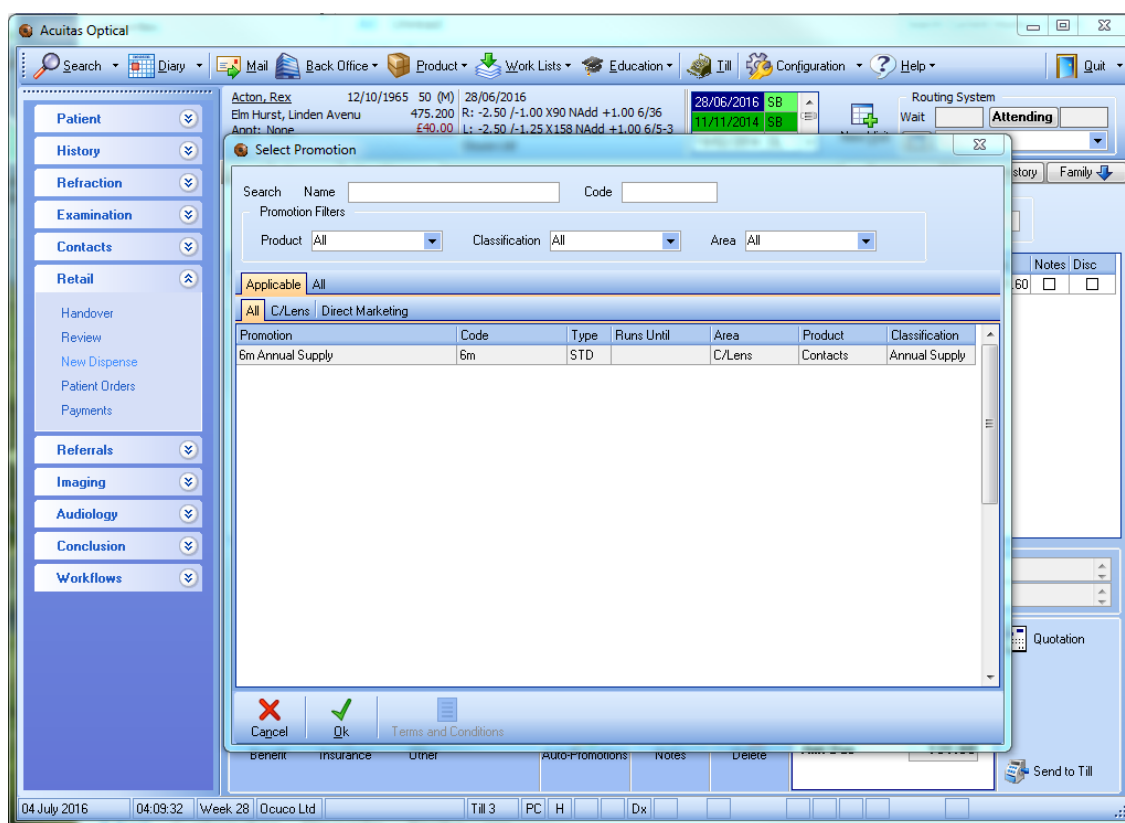 Acuitas Optical
Search Diary Mail Back Office Product Work Lists Education Till Configuration Help Quit
Acton, Rex 12/10/1965 50 (M) 28/06/2016 28/06/2016 SB Routing System
Elm Hurst, Linden Avenu 475.200 R: -2.50 /-1.00 X90 NAdd +1.00 6/36 11/11/2014 SB Wait Attending
Appt: None £40.00 L: -2.50 /-1.25 X158 NAdd +1.00 6/5-3
Family
Patient
History
Refraction
Examination
Contacts
Retail
Handover
Review
New Dispense
Patient Orders
Payments
Referrals
Imaging
Audiology
Conclusion
Workflows
Select Promotion
Search Name Code
Promotion Filters
Product All Classification All Area All
Applicable All
All C/Lens Direct Marketing
Promotion Code Type Runs Until Area Product Classification
6m Annual Supply 6m STD C/Lens Contacts Annual Supply
Cancel Ok Terms and Conditions
Notes Disc
.60
Quotation
Benefit Insurance Other Auto-Promotions Notes Delete
Send to Till
04 July 2016 04:09:32 Week 28 Ocuco Ltd Till 3 PC H Dx